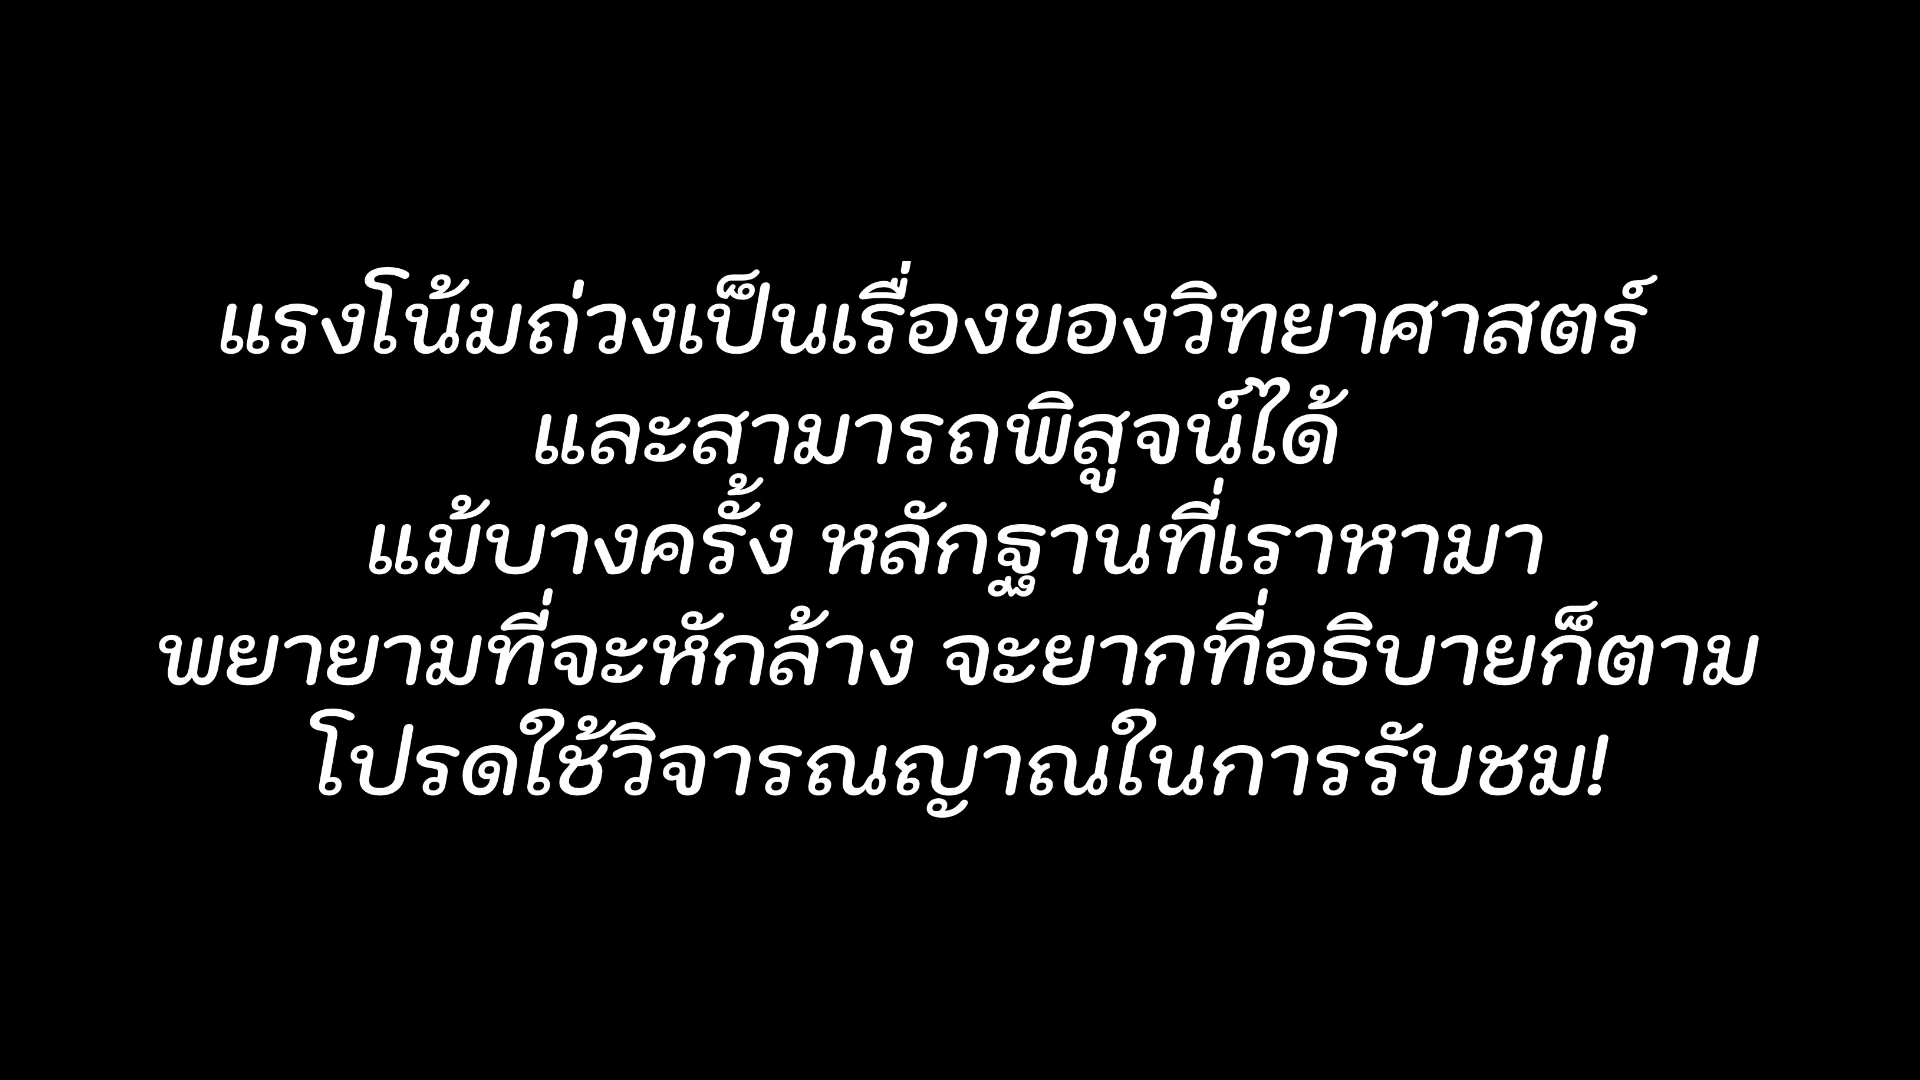 แรงโน้มถ่วงเป็นเรื่องของวิทยาศาสตร์
และสามารถพิสูจน์ได้
แม้บางครั้ง หลักฐานที่เราหามา
พยายามที่จะหักล้าง จะยากที่อธิบายก็ตาม
โปรดใช้วิจารณญาณในการรับชม!